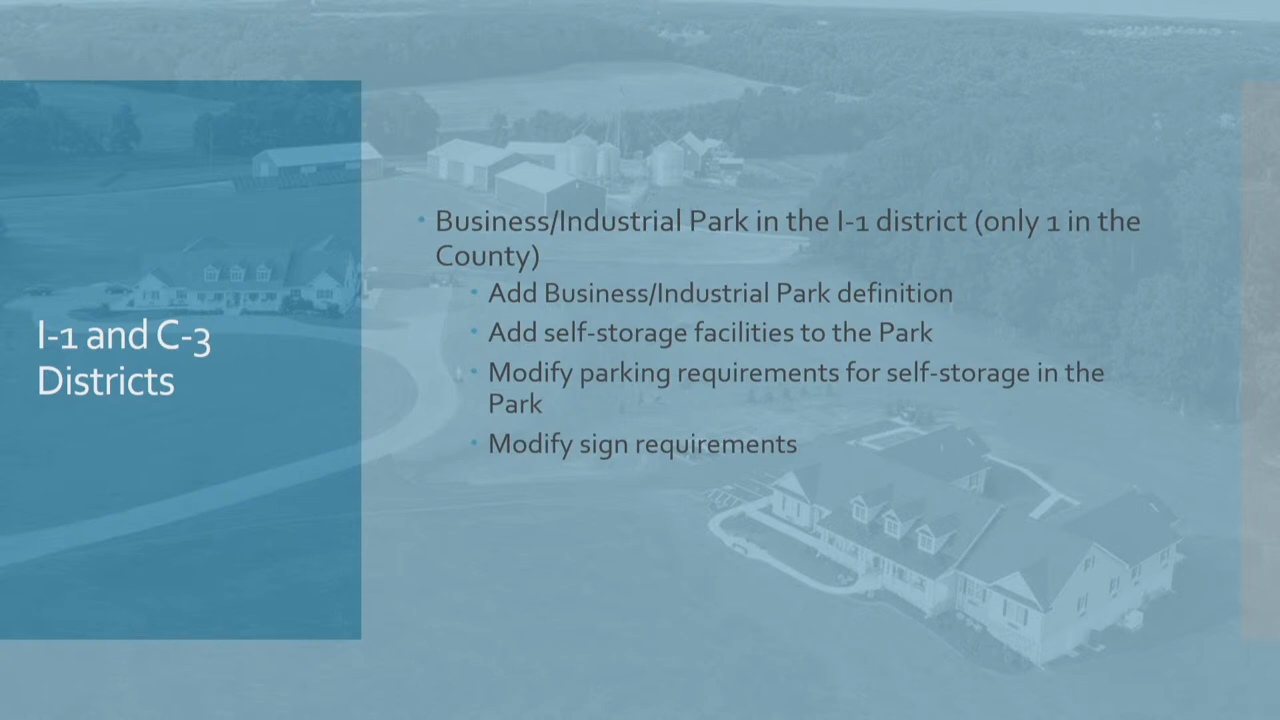 I-1 and C-3
Districts
• Business/Industrial Park in the I-1 district (only 1 in the
County)
• Add Business/Industrial Park definition
• Add self-storage facilities to the Park
• Modify parking requirements for self-storage in the
Park
• Modify sign requirements